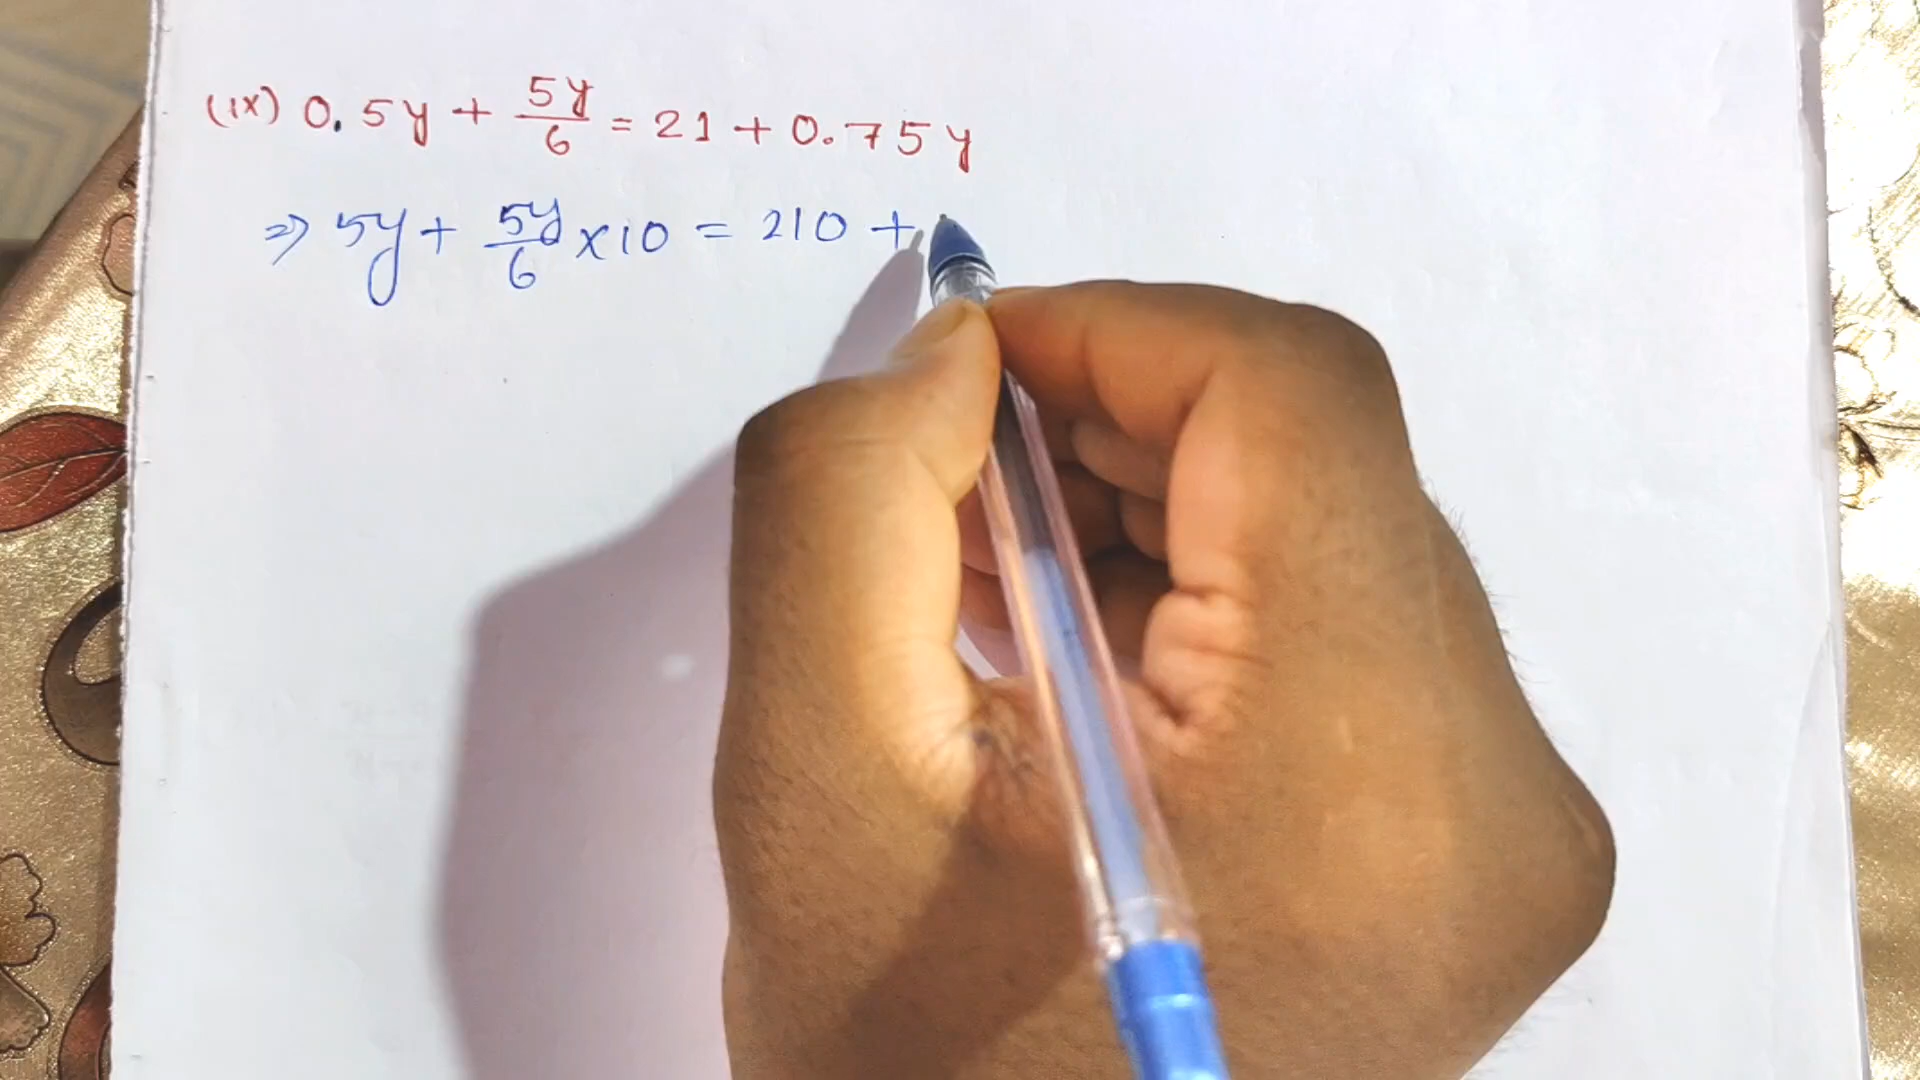 (ix) 0.5y + 5y/6 = 21 + 0.75y
⇒ 5y + 5y/6 × 10 = 210 +